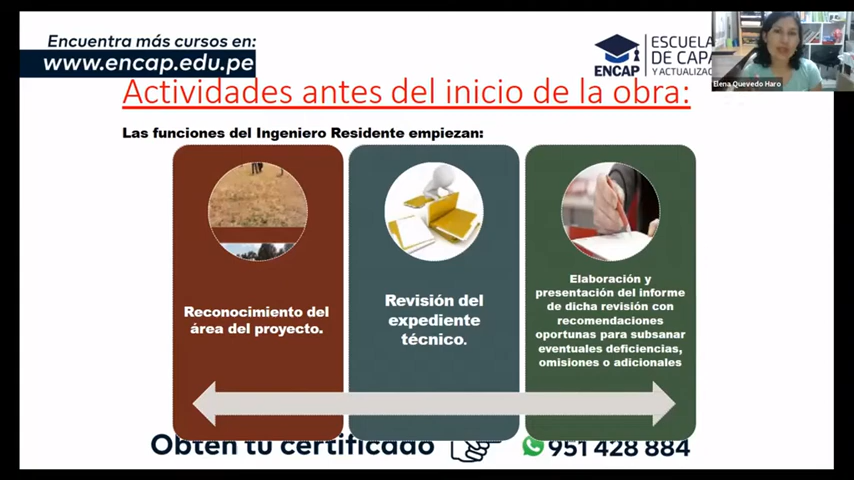 Encuentra más cursos en:
www.encap.edu.pe
ENCAP
ESCUELA
DE CAPA
Y ACTUALIZAC
Elena Quevedo Haro
Actividades antes del inicio de la obra:
Las funciones del Ingeniero Residente empiezan:
Reconocimiento del
área del proyecto.
Revisión del
expediente
técnico.
Elaboración y
presentación del informe
de dicha revisión con
recomendaciones
oportunas para subsanar
eventuales deficiencias,
omisiones o adicionales
Obten tu certificado
951 428 884